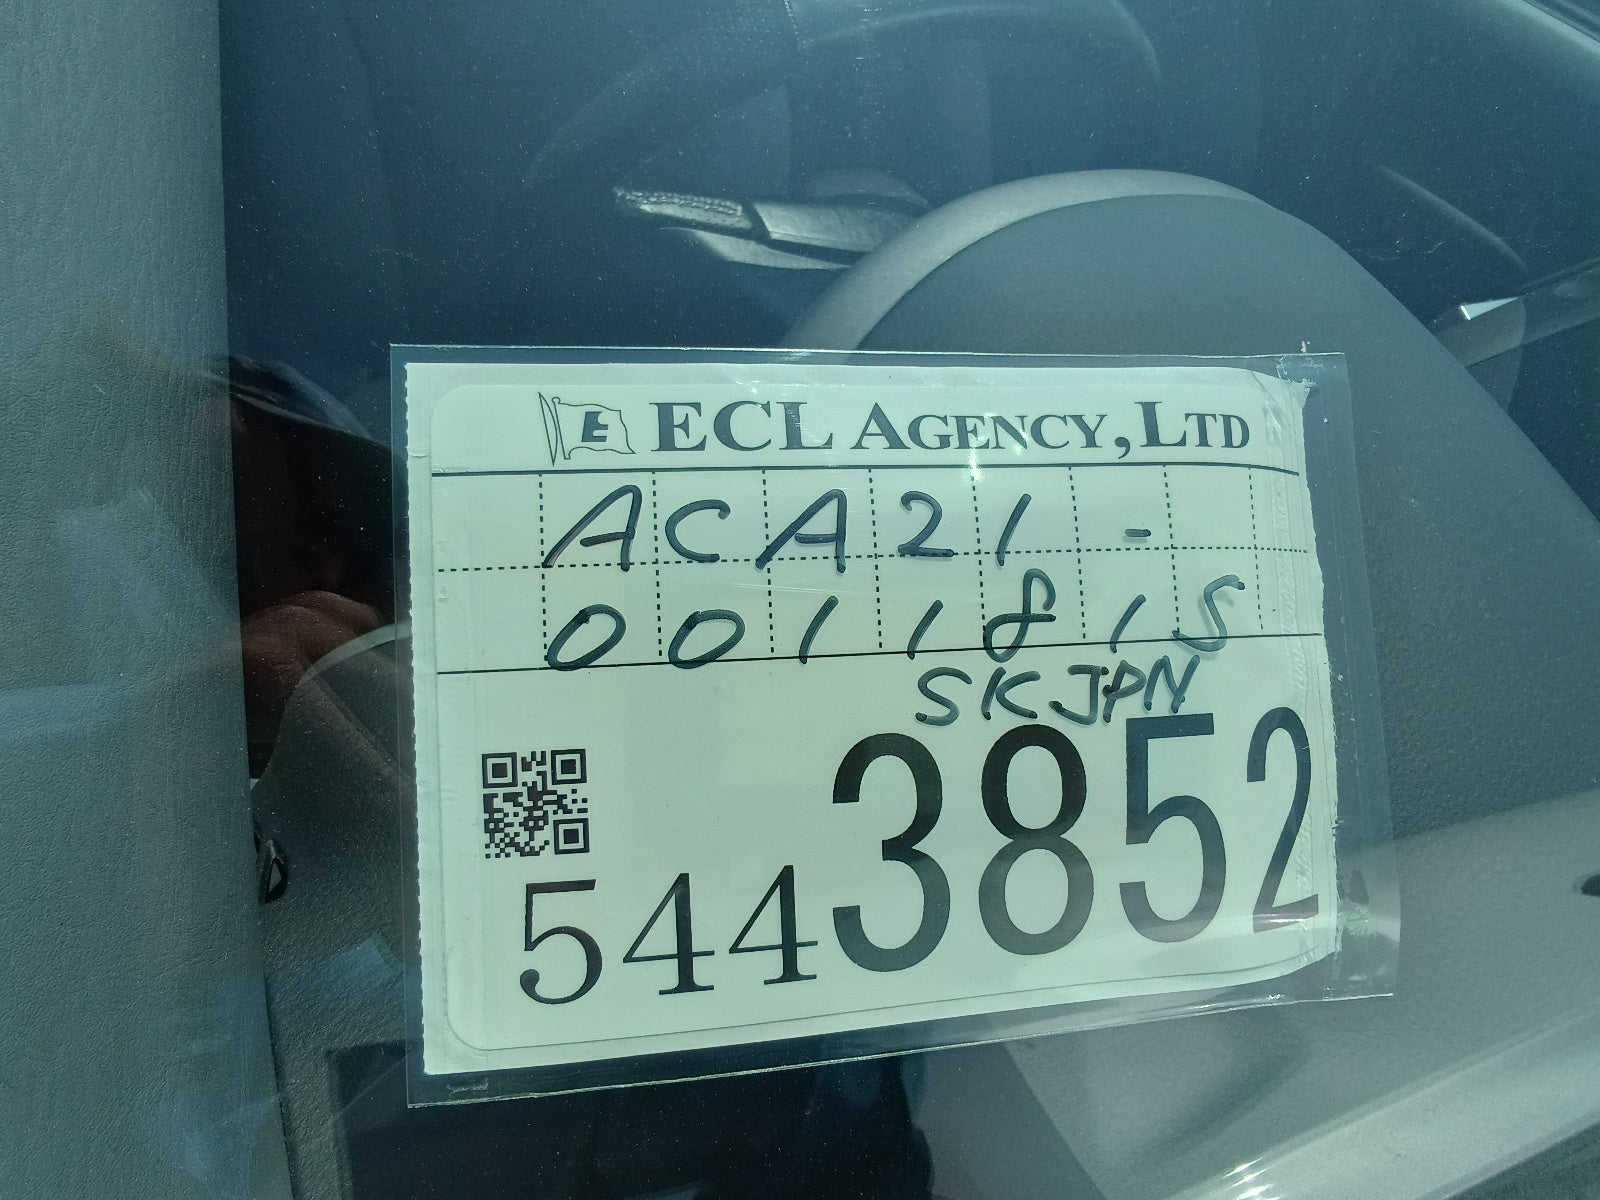 ECL AGENCY, LTD
ACA21-
0011815
SKJPN
5443852